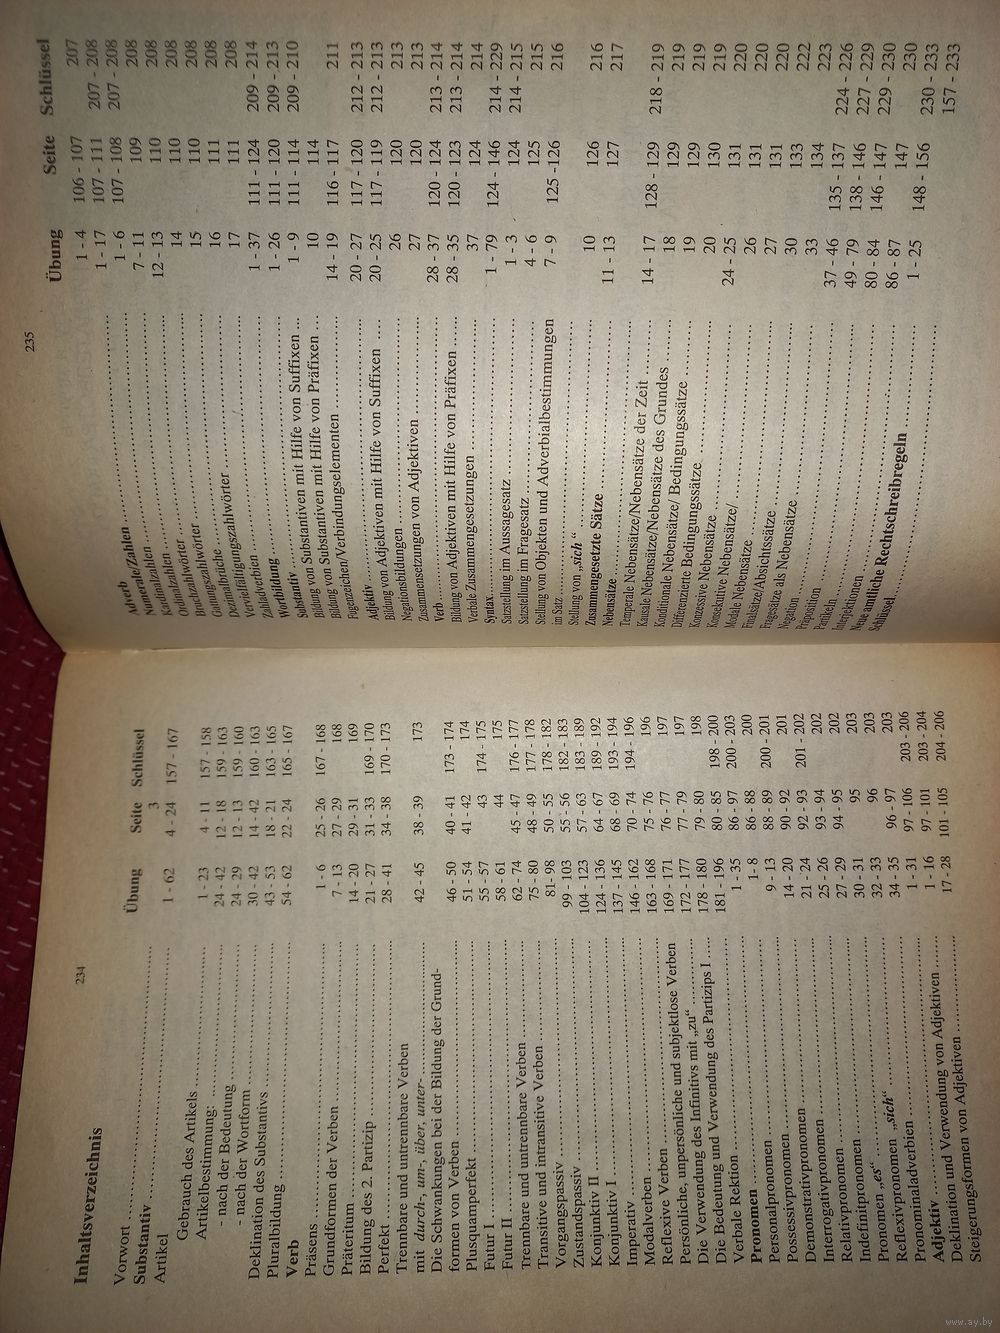 234
Inhaltsverzeichnis
Übung Seite Schlüssel
Vorwort .......... 3
Substantiv .......... 1 - 62 4 - 24 157 - 167
Artikel
Gebrauch des Artikels .......... 1 - 23 4 - 11 157 - 158
Artikelbestimmung: .......... 24 - 42 12 - 18 159 - 163
- nach der Bedeutung .......... 24 - 29 12 - 13 159 - 160
- nach der Wortform .......... 30 - 42 14 - 42 160 - 163
Deklination des Substantivs .......... 43 - 53 18 - 21 163 - 165
Pluralbildung .......... 54 - 62 22 - 24 165 - 167
Verb
Präsens .......... 1 - 6 25 - 26 167 - 168
Grundformen der Verben .......... 7 - 13 27 - 29 168
Präteritum .......... 14 - 20 29 - 31 169
Bildung des 2. Partizip .......... 21 - 27 31 - 33 169 - 170
Perfekt .......... 28 - 41 34 - 38 170 - 173
Trennbare und untrennbare Verben
mit durch-, um-, über, unter- .......... 42 - 45 38 - 39 173
Die Schwankungen bei der Bildung der Grund-
formen von Verben .......... 46 - 50 40 - 41 173 - 174
Plusquamperfekt .......... 51 - 54 41 - 42 174
Futur I .......... 55 - 57 43 174 - 175
Futur II .......... 58 - 61 44 175
Trennbare und untrennbare Verben .......... 62 - 74 45 - 47 176 - 177
Transitive und intransitive Verben .......... 75 - 80 48 - 49 177 - 178
Vorgangspassiv .......... 81- 98 50 - 55 178 - 182
Zustandspassiv .......... 99 - 103 55 - 56 182 - 183
Konjunktiv II .......... 104 - 123 57 - 63 183 - 189
Konjunktiv I .......... 124 - 136 64 - 67 189 - 192
Imperativ .......... 137 - 145 68 - 69 193 - 194
Modalverben .......... 146 - 162 70 - 74 194 - 196
Reflexive Verben .......... 163 - 168 75 - 76 196
Persönliche, unpersönliche und subjektlose Verben 169 - 171 76 - 77 197
Die Verwendung des Infinitivs mit „zu“ .......... 172 - 177 77 - 79 197
Die Bedeutung und Verwendung des Partizips I .......... 178 - 180 79 - 80 198
Verbale Rektion .......... 181 - 196 80 - 85 198 - 200
Pronomen .......... 1 - 35 86 - 97 200 - 203
Personalpronomen .......... 1- 8 86 - 88 200
Possessivpronomen .......... 9 - 13 88 - 89 200 - 201
Demonstrativpronomen .......... 14 - 20 90 - 92 201
Interrogativpronomen .......... 21 - 24 92 - 93 201 - 202
Relativpronomen .......... 25 - 26 93 - 94 202
Indefinitpronomen .......... 27 - 29 94 - 95 202
Pronomen „es“ .......... 30 - 31 95 203
Reflexivpronomen „sich“ .......... 32 - 33 96 203
Pronominaladverbien .......... 34 - 35 96 - 97 203
Adjektiv .......... 1 - 31 97 - 106 203 - 206
Deklination und Verwendung von Adjektiven .......... 1 - 16 97 - 101 203 - 204
Steigerungsformen von Adjektiven .......... 17 - 28 101 - 105 204 - 206
235
Übung Seite Schlüssel
Adverb .......... 1 - 4 106 - 107 207
Numerale/Zahlen .......... 1 - 17 107 - 111 207 - 208
Kardinalzahlen .......... 1 - 6 107 - 108 207 - 208
Ordinalzahlen .......... 7 - 11 109 208
Bruchzahlwörter .......... 12 - 13 110 208
Gattungszahlwörter .......... 14 110 208
Dezimalbrüche .......... 15 110 208
Vervielfältigungszahlwörter .......... 16 111 208
Zahladverbien .......... 17 111 208
Wortbildung .......... 1 - 37 111 - 124 209 - 214
Substantiv .......... 1 - 26 111 - 120 209 - 213
Bildung von Substantiven mit Hilfe von Suffixen ... 1 - 9 111 - 114 209 - 210
Bildung von Substantiven mit Hilfe von Präfixen ... 10 114
Fugenzeichen/Verbindungselementen .......... 14 - 19 116 - 117 211
Adjektiv .......... 20 - 27 117 - 120 212 - 213
Bildung von Adjektiven mit Hilfe von Suffixen .... 20 - 25 117 - 119 212 - 213
Negationsbildungen .......... 26 120 213
Zusammensetzungen von Adjektiven .......... 27 120 213
Verb .......... 28 - 37 120 - 124 213 - 214
Bildung von Adjektiven mit Hilfe von Präfixen ..... 28 - 35 120 - 123 213 - 214
Verbale Zusammengesetzungen .......... 37 124 214
Syntax .......... 1 - 79 124 - 146 214 - 229
Satzstellung im Aussagesatz .......... 1 - 3 124 214 - 215
Satzstellung im Fragesatz .......... 4 - 6 125 215
Stellung von Objekten und Adverbialbestimmungen
im Satz .......... 7 - 9 125 -126 216
Stellung von „sich“ .......... 10 126 216
Zusammengesetzte Sätze .......... 11 - 13 127 217
Nebensätze ..........
Temperale Nebensätze/Nebensätze der Zeit .......... 14 - 17 128 - 129 218 - 219
Kausale Nebensätze/Nebensätze des Grundes .......... 18 129 219
Konditionale Nebensätze/ Bedingungssätze .......... 19 129 219
Differenzierte Bedingungssätze .......... 20 130 219
Konzessive Nebensätze .......... 24 - 25 131 220
Konsekutive Nebensätze/ .......... 26 131 220
Modale Nebensätze .......... 27 131 220
Finalsätze/Absichtssätze .......... 30 133 222
Fragesätze als Nebensätze .......... 33 134 223
Negation .......... 37 - 46 135 - 137 224 - 226
Präposition .......... 49 - 79 138 - 146 227 - 229
Partikeln .......... 80 - 84 146 - 147 229 - 230
Interjektionen .......... 86 - 87 147 230
Neue amtliche Rechtschreibregeln .......... 1 - 25 148 - 156 230 - 233
Schlüssel .......... 157 - 233
www.ay.by